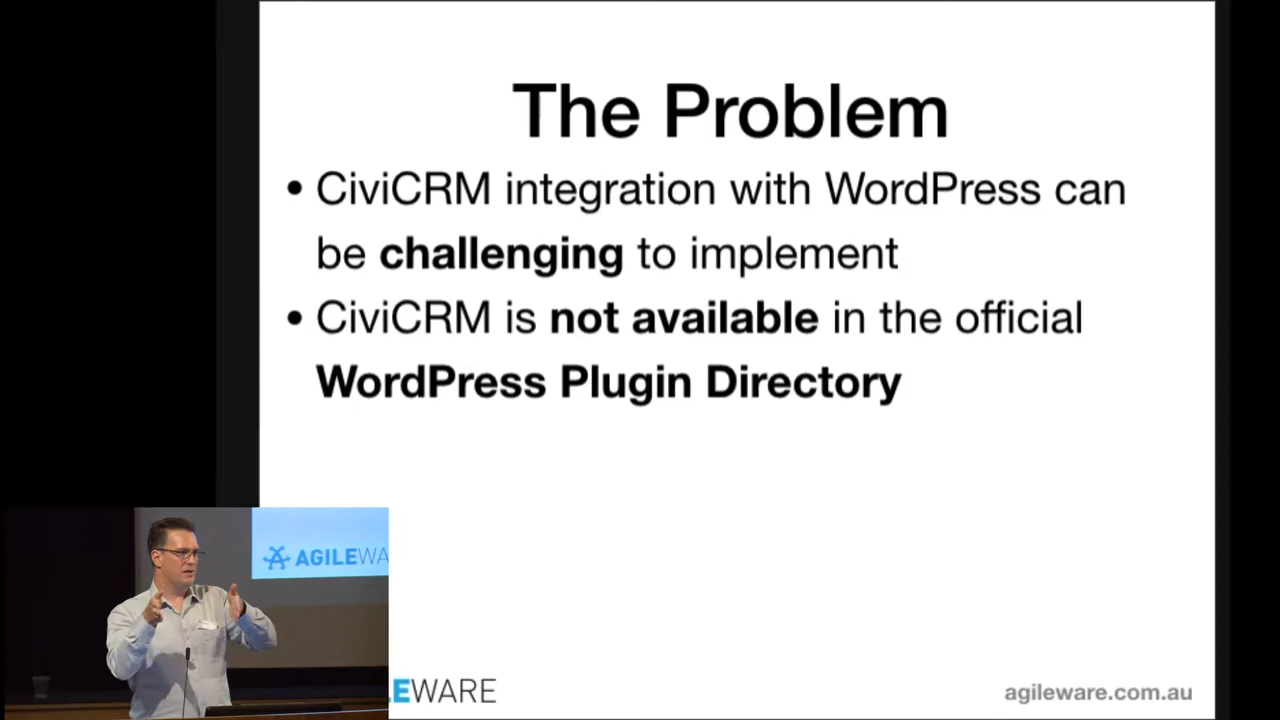 The Problem
• CiviCRM integration with WordPress can
be challenging to implement
• CiviCRM is not available in the official
WordPress Plugin Directory
AGILEWA
LEWARE
agileware.com.au